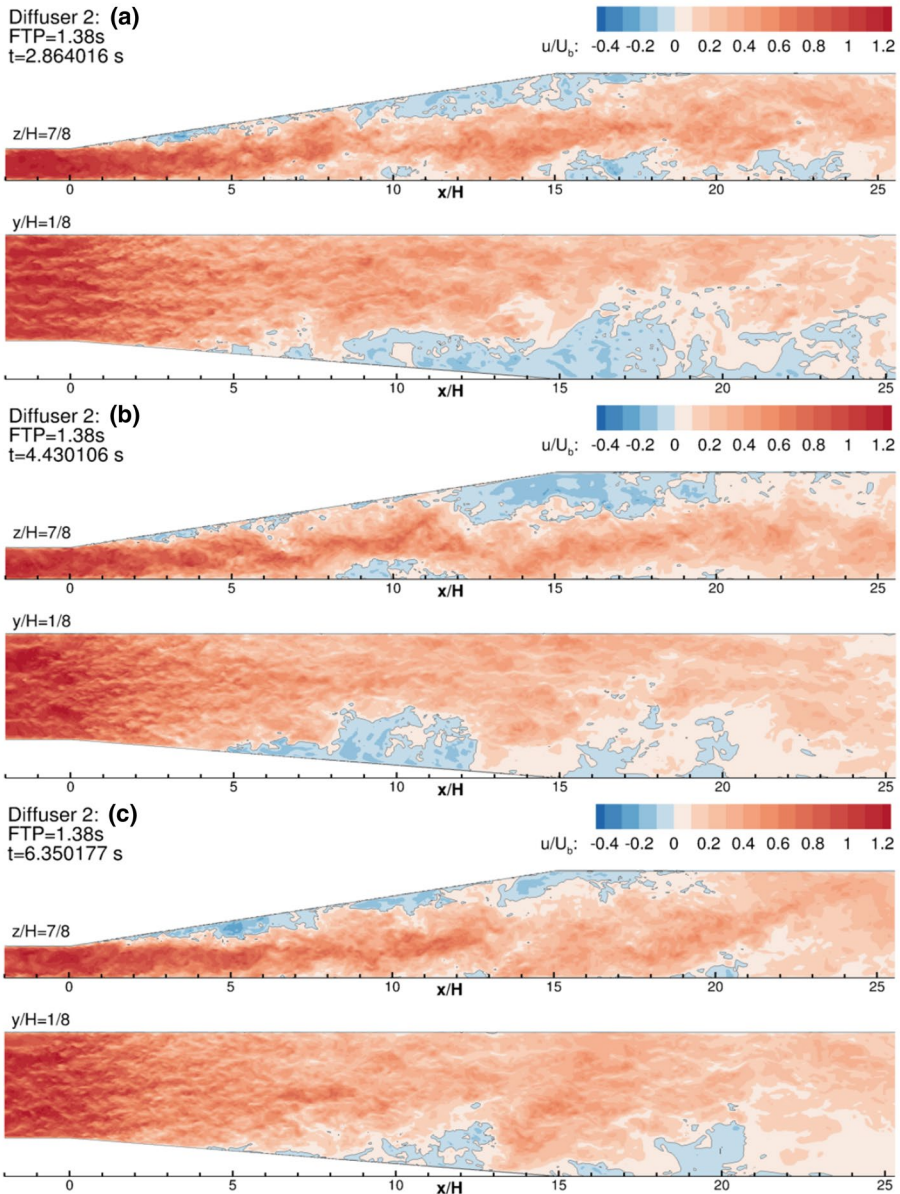 Diffuser 2: (a)
FTP=1.38s
t=2.864016 s
u/Ub: -0.4 -0.2 0 0.2 0.4 0.6 0.8 1 1.2
z/H=7/8
0 5 10 15 20 25
x/H
y/H=1/8
0 5 10 15 20 25
x/H
Diffuser 2: (b)
FTP=1.38s
t=4.430106 s
u/Ub: -0.4 -0.2 0 0.2 0.4 0.6 0.8 1 1.2
z/H=7/8
0 5 10 15 20 25
x/H
y/H=1/8
0 5 10 15 20 25
x/H
Diffuser 2: (c)
FTP=1.38s
t=6.350177 s
u/Ub: -0.4 -0.2 0 0.2 0.4 0.6 0.8 1 1.2
z/H=7/8
0 5 10 15 20 25
x/H
y/H=1/8
0 5 10 15 20 25
x/H